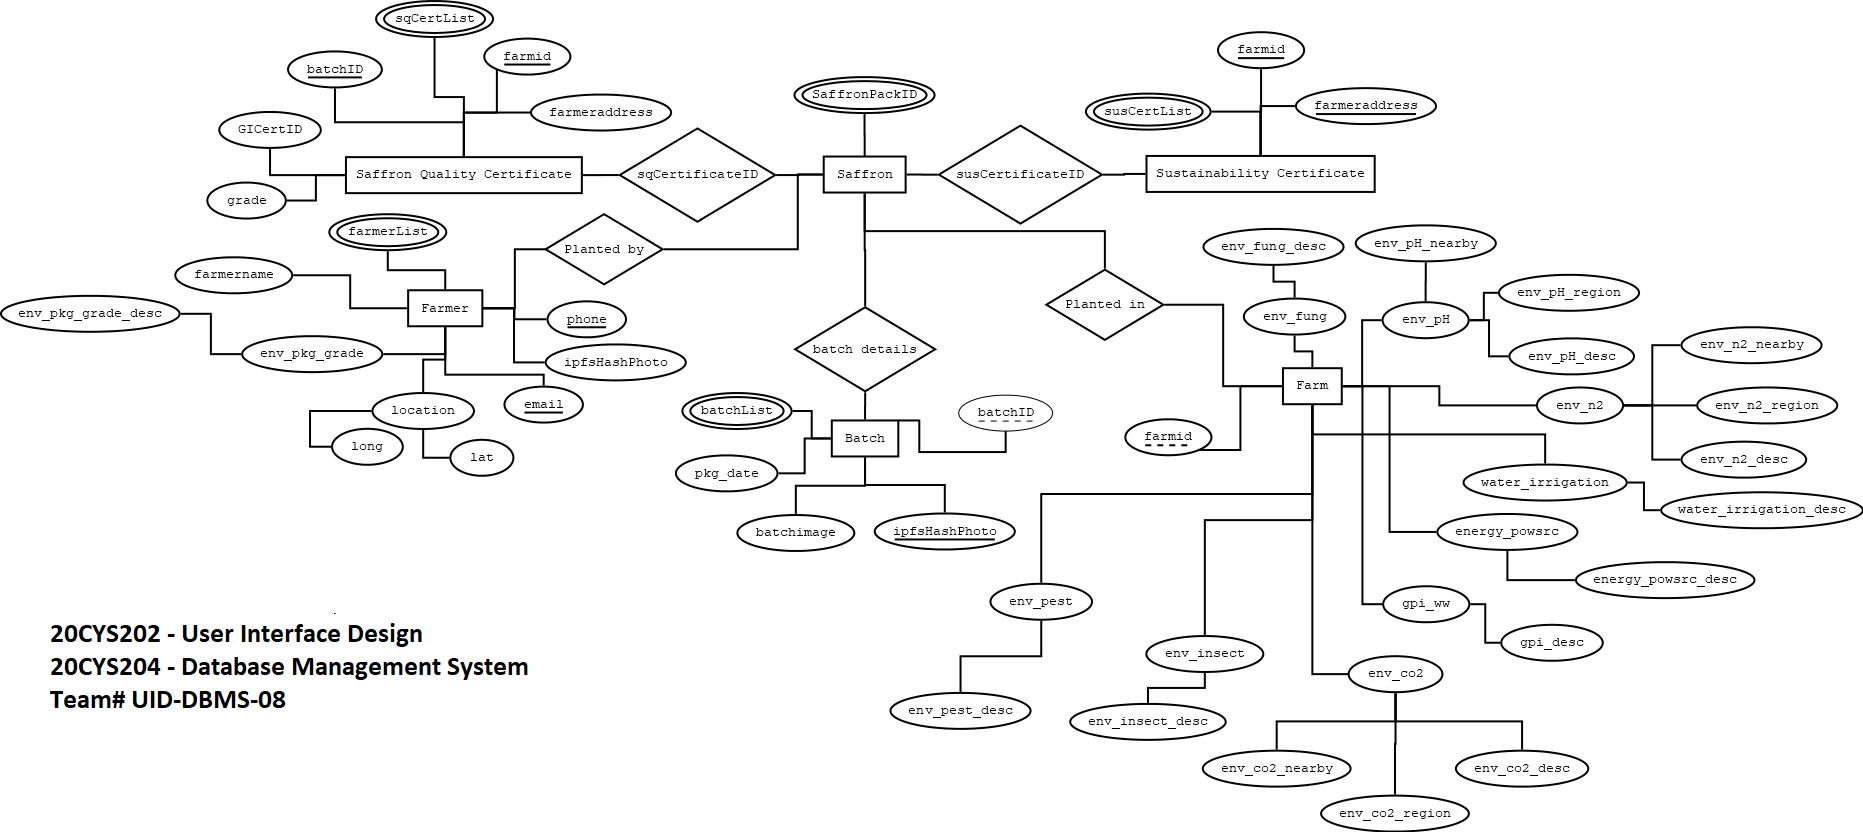 sqCertList
farmid
batchID
farmeraddress
GICertID
grade
Saffron Quality Certificate
sqCertificateID
SaffronPackID
Saffron
susCertificateID
farmid
susCertList
farmeraddress
Sustainability Certificate
farmerList
farmername
env_pkg_grade_desc
env_pkg_grade
Farmer
Planted by
phone
ipfsHashPhoto
email
location
long
lat
batch details
batchList
Batch
batchID
pkg_date
batchimage
ipfsHashPhoto
Planted in
env_fung_desc
env_fung
Farm
farmid
env_pH_nearby
env_pH
env_pH_region
env_pH_desc
env_n2_nearby
env_n2
env_n2_region
env_n2_desc
water_irrigation
water_irrigation_desc
energy_powsrc
energy_powsrc_desc
gpi_ww
gpi_desc
env_pest
env_pest_desc
env_insect
env_insect_desc
env_co2
env_co2_nearby
env_co2_desc
env_co2_region
20CYS202 - User Interface Design
20CYS204 - Database Management System
Team# UID-DBMS-08